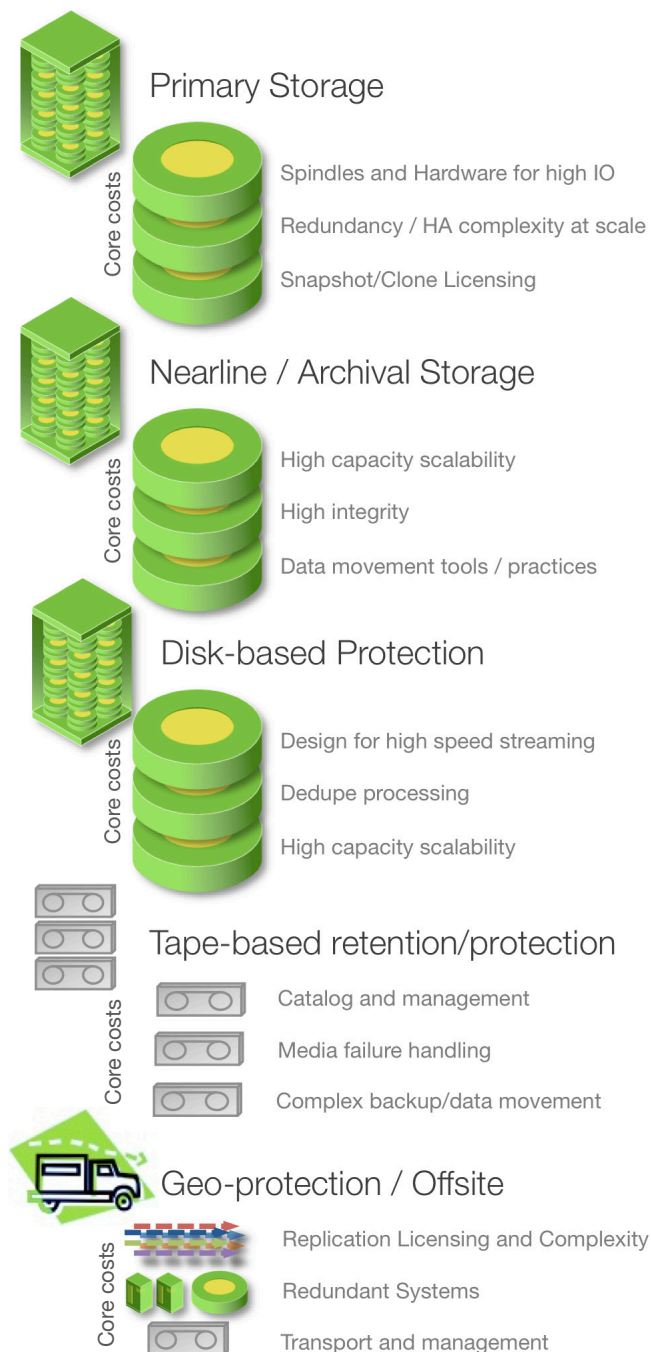 Primary Storage
Core costs
Spindles and Hardware for high IO
Redundancy / HA complexity at scale
Snapshot/Clone Licensing
Nearline / Archival Storage
Core costs
High capacity scalability
High integrity
Data movement tools / practices
Disk-based Protection
Core costs
Design for high speed streaming
Dedupe processing
High capacity scalability
Tape-based retention/protection
Core costs
Catalog and management
Media failure handling
Complex backup/data movement
Geo-protection / Offsite
Core costs
Replication Licensing and Complexity
Redundant Systems
Transport and management